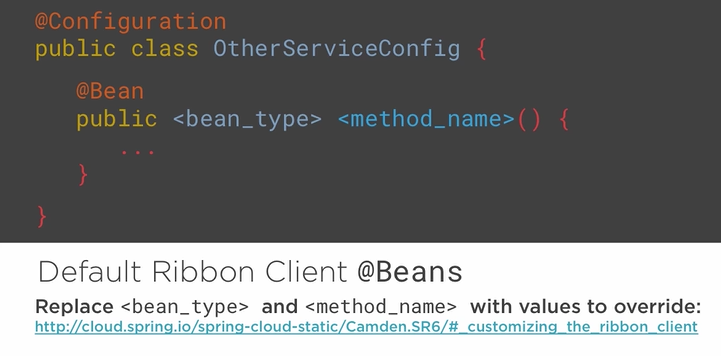 @Configuration
public class OtherServiceConfig {
@Bean
public <bean_type> <method_name>() {
...
}
}
Default Ribbon Client @Beans
Replace <bean_type> and <method_name> with values to override:
http://cloud.spring.io/spring-cloud-static/Camden.SR6/#_customizing_the_ribbon_client